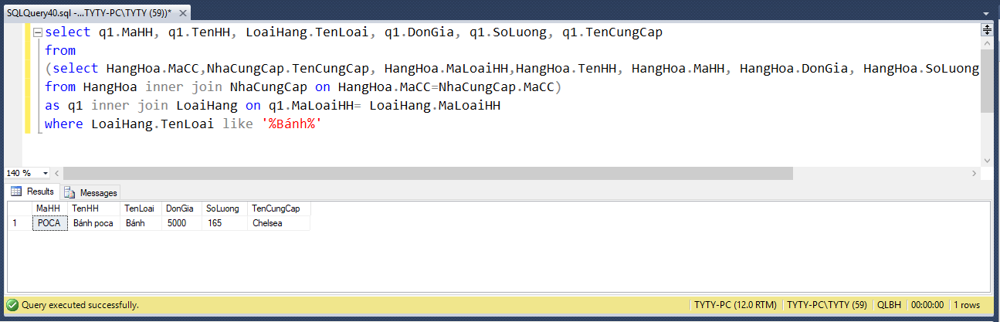 SQLQuery40.sql -...TYTY-PC\TYTY (59))*
select q1.MaHH, q1.TenHH, LoaiHang.TenLoai, q1.DonGia, q1.SoLuong, q1.TenCungCap
from
(select HangHoa.MaCC,NhaCungCap.TenCungCap, HangHoa.MaLoaiHH,HangHoa.TenHH, HangHoa.MaHH, HangHoa.DonGia, HangHoa.SoLuong
from HangHoa inner join NhaCungCap on HangHoa.MaCC=NhaCungCap.MaCC)
as q1 inner join LoaiHang on q1.MaLoaiHH= LoaiHang.MaLoaiHH
where LoaiHang.TenLoai like '%Bánh%'
140 %
Results Messages
MaHH TenHH TenLoai DonGia SoLuong TenCungCap
1 POCA Bánh poca Bánh 5000 165 Chelsea
Query executed successfully. TYTY-PC (12.0 RTM) TYTY-PC\TYTY (59) QLBH 00:00:00 1 rows